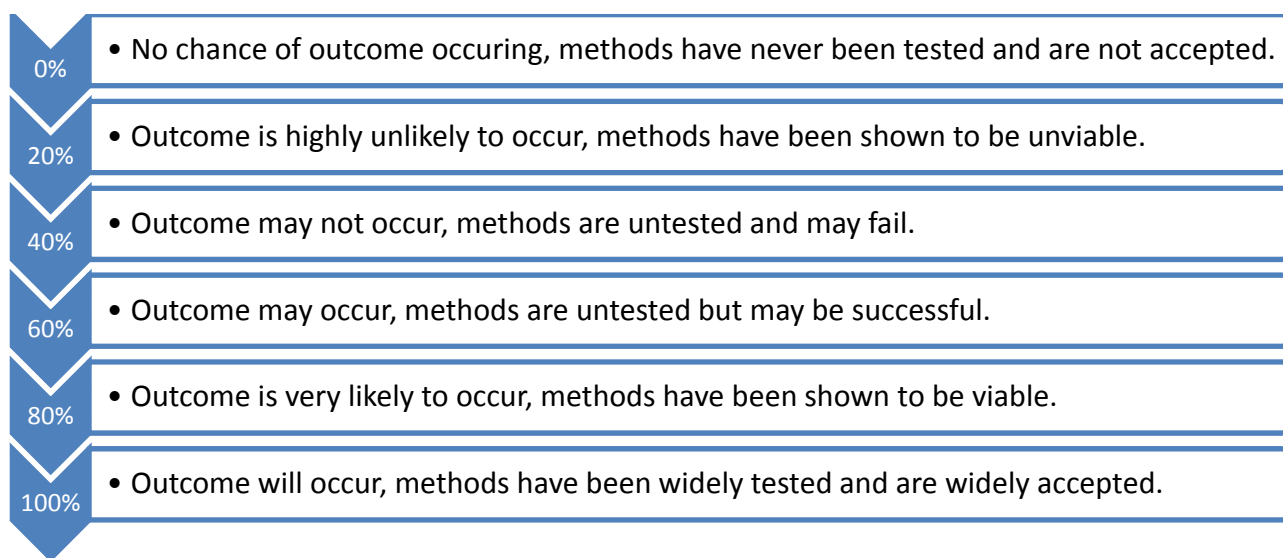 0%
• No chance of outcome occuring, methods have never been tested and are not accepted.
20%
• Outcome is highly unlikely to occur, methods have been shown to be unviable.
40%
• Outcome may not occur, methods are untested and may fail.
60%
• Outcome may occur, methods are untested but may be successful.
80%
• Outcome is very likely to occur, methods have been shown to be viable.
100%
• Outcome will occur, methods have been widely tested and are widely accepted.